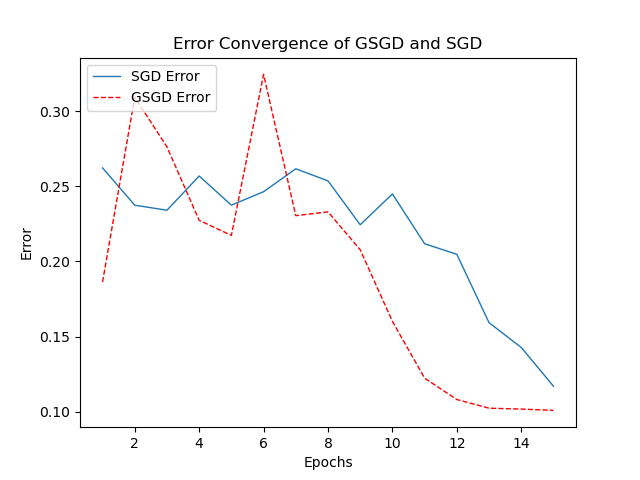 Error Convergence of GSGD and SGD
SGD Error
GSGD Error
0.30
0.25
0.20
0.15
0.10
Error
2 4 6 8 10 12 14
Epochs